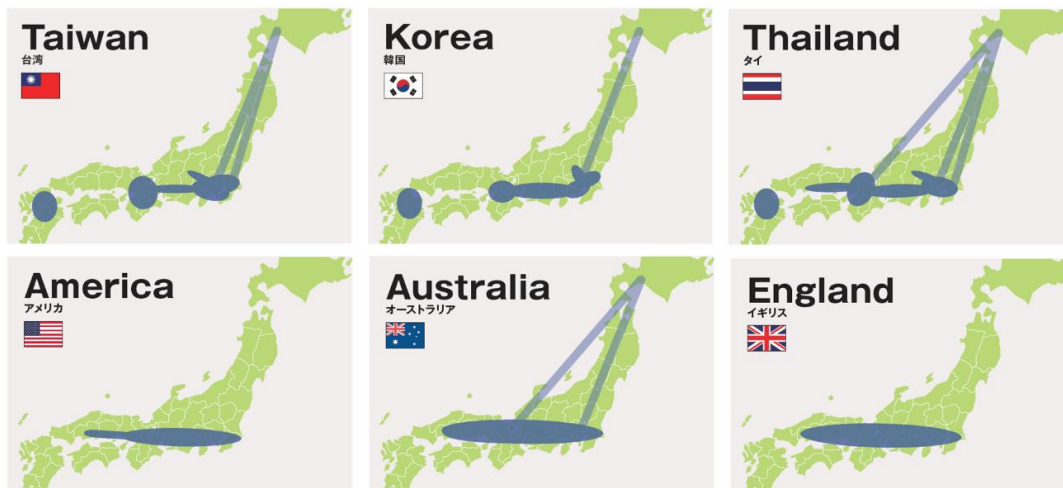 Taiwan
台湾
Korea
韓国
Thailand
タイ
America
アメリカ
Australia
オーストラリア
England
イギリス